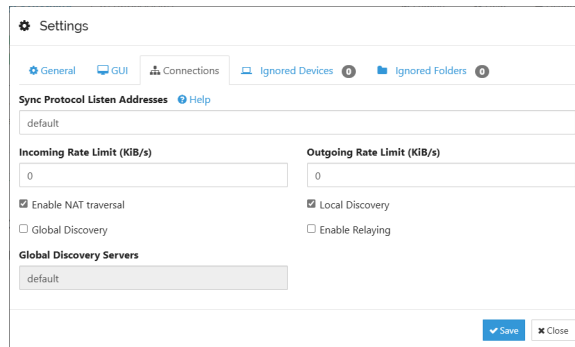 Settings
General GUI Connections Ignored Devices 0 Ignored Folders 0
Sync Protocol Listen Addresses Help
default
Incoming Rate Limit (KiB/s) Outgoing Rate Limit (KiB/s)
0 0
Enable NAT traversal Local Discovery
Global Discovery Enable Relaying
Global Discovery Servers
default
Save Close